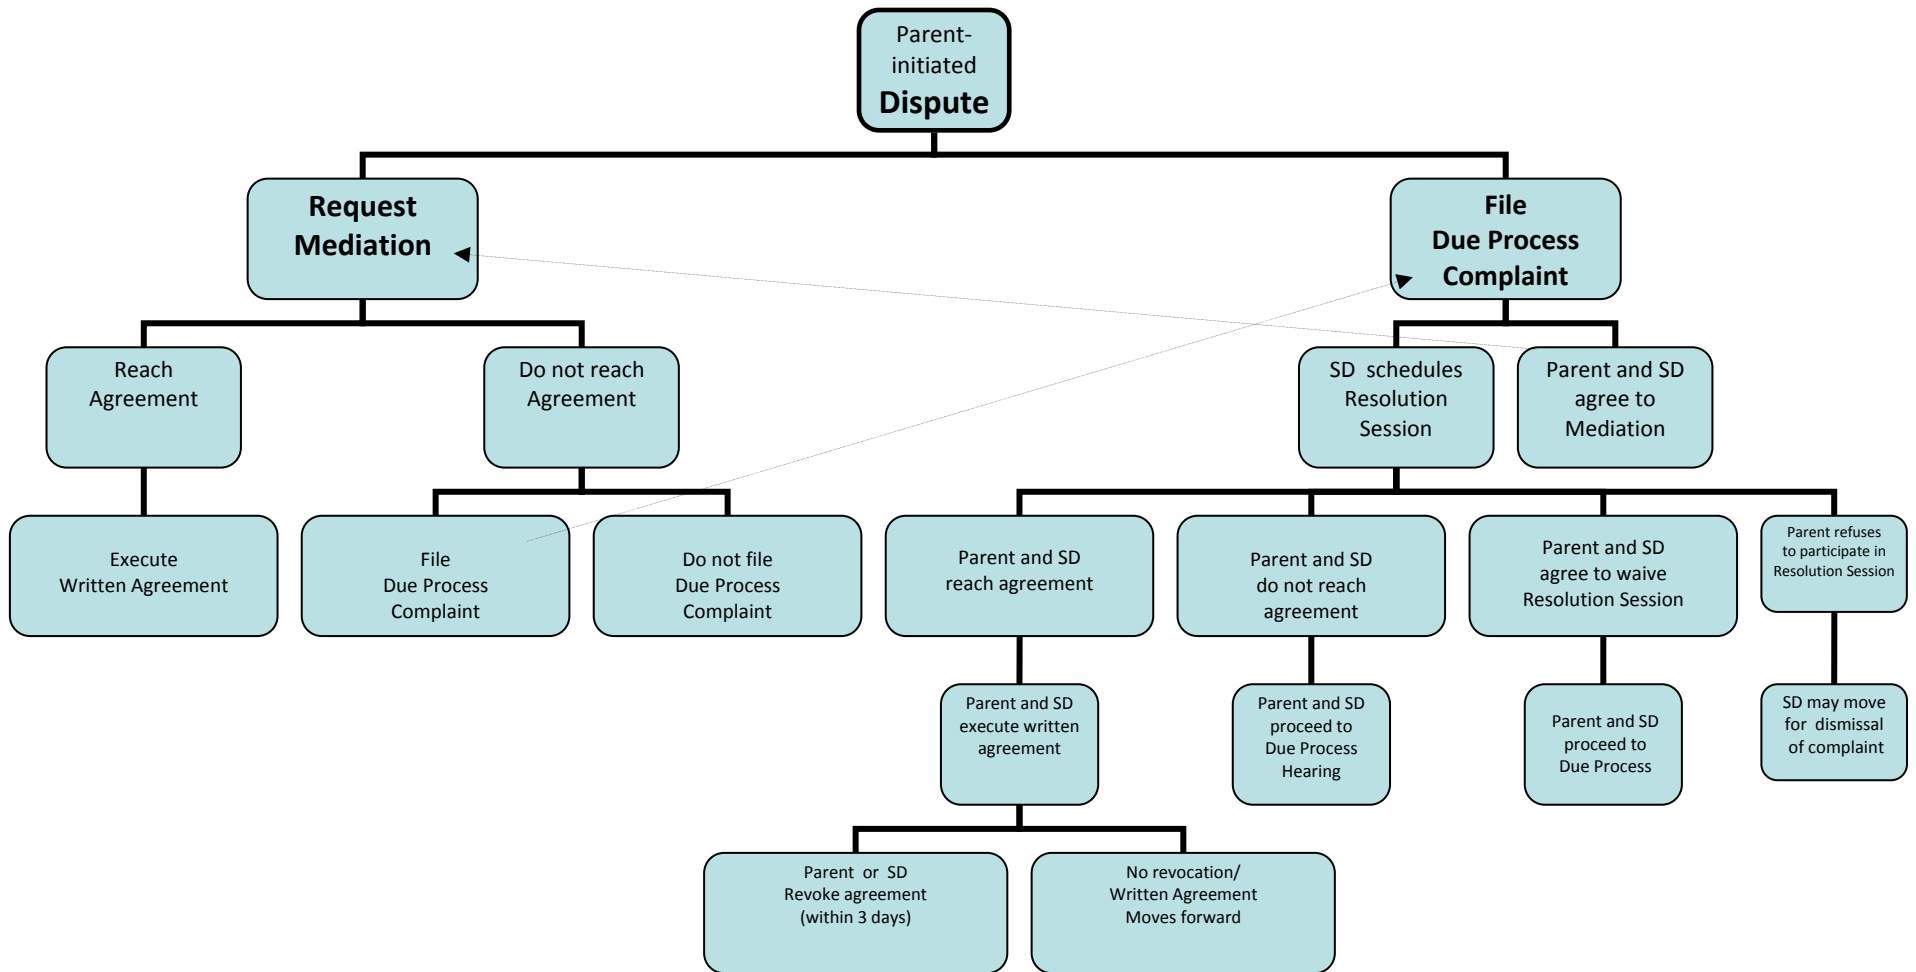 Parent-
initiated
Dispute
Request
Mediation
File
Due Process
Complaint
Reach
Agreement
Do not reach
Agreement
SD schedules
Resolution
Session
Parent and SD
agree to
Mediation
Execute
Written Agreement
File
Due Process
Complaint
Do not file
Due Process
Complaint
Parent and SD
reach agreement
Parent and SD
do not reach
agreement
Parent and SD
agree to waive
Resolution Session
Parent refuses
to participate in
Resolution Session
Parent and SD
execute written
agreement
Parent and SD
proceed to
Due Process
Hearing
Parent and SD
proceed to
Due Process
SD may move
for dismissal
of complaint
Parent or SD
Revoke agreement
(within 3 days)
No revocation/
Written Agreement
Moves forward